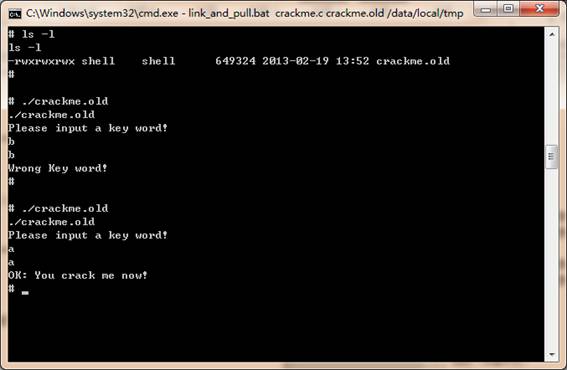 C:\Windows\system32\cmd.exe - link_and_pull.bat crackme.c crackme.old /data/local/tmp
# ls -l
ls -l
-rwxrwxrwx shell    shell      649324 2013-02-19 13:52 crackme.old
#
# ./crackme.old
./crackme.old
Please input a key word!
b
b
Wrong Key word!
#
# ./crackme.old
./crackme.old
Please input a key word!
a
a
OK: You crack me now!
# _